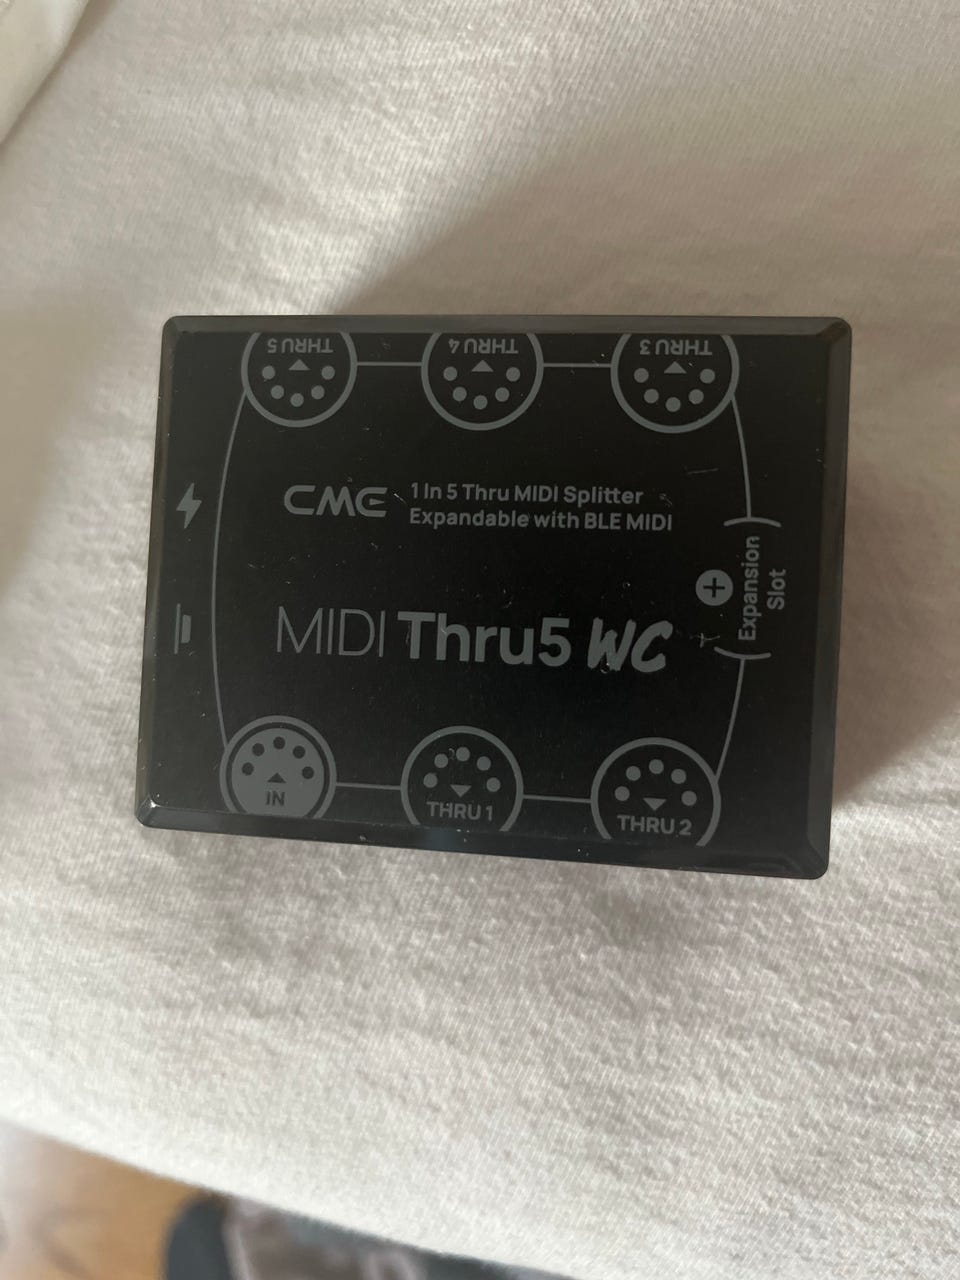 THRU 5
THRU 4
THRU 3
CME
1 In 5 Thru MIDI Splitter
Expandable with BLE MIDI
MIDI Thru5 WC
Expansion
Slot
IN
THRU 1
THRU 2